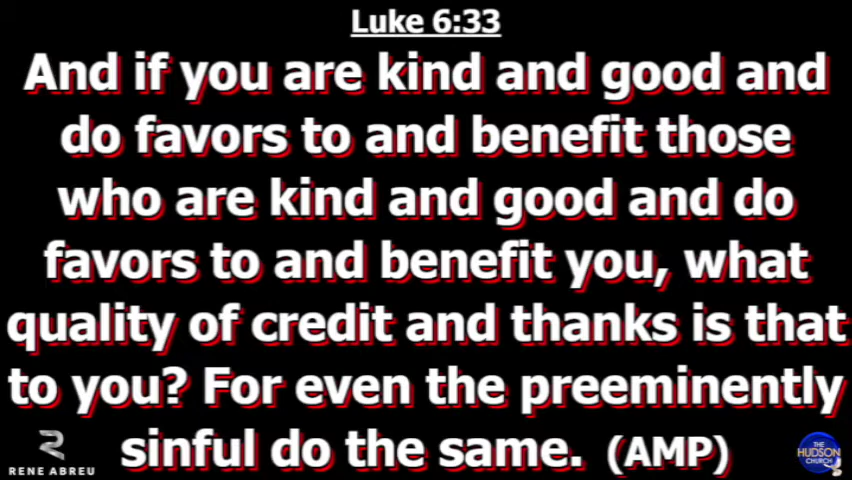 Luke 6:33
And if you are kind and good and
do favors to and benefit those
who are kind and good and do
favors to and benefit you, what
quality of credit and thanks is that
to you? For even the preeminently
sinful do the same. (AMP)
RENE ABREU
THE
HUDSON
CHURCH